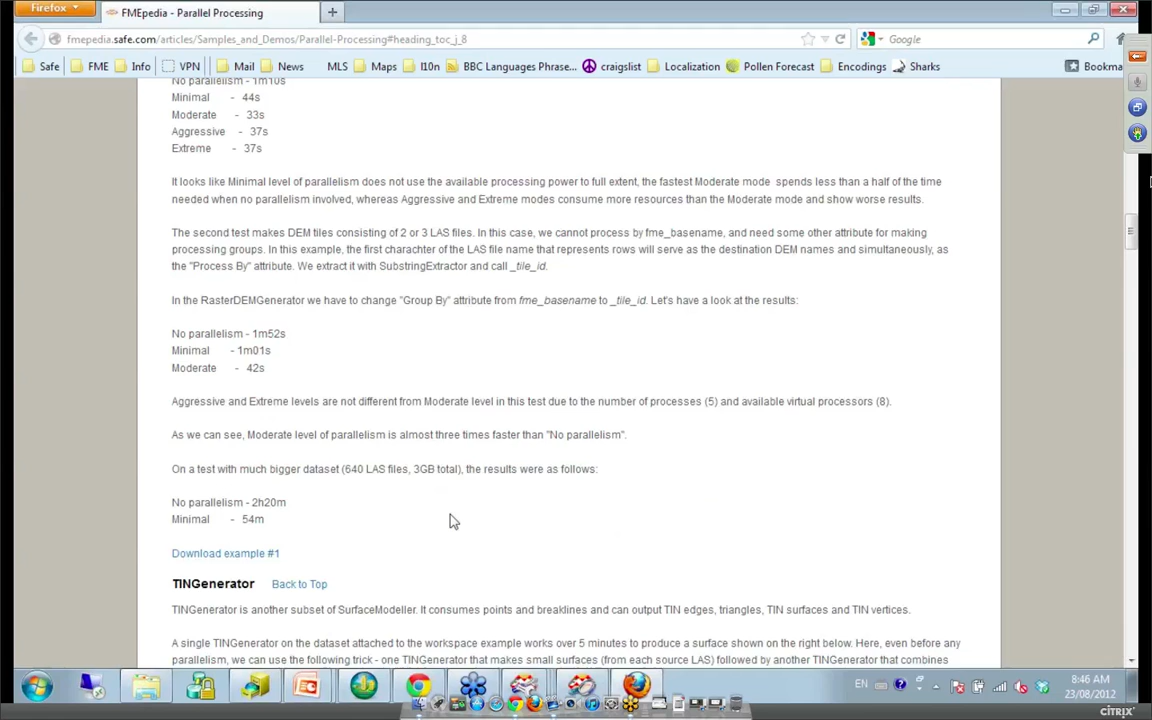 Firefox
FMEpedia - Parallel Processing
fmepedia.safe.com/articles/Samples_and_Demos/Parallel-Processing#heading_toc_j_8
Google
Safe FME Info VPN Mail News MLS Maps l10n BBC Languages Phrase... craigslist Localization Pollen Forecast Encodings Sharks Bookma
No parallelism - 1m10s
Minimal - 44s
Moderate - 33s
Aggressive - 37s
Extreme - 37s
It looks like Minimal level of parallelism does not use the available processing power to full extent, the fastest Moderate mode spends less than a half of the time
needed when no parallelism involved, whereas Aggressive and Extreme modes consume more resources than the Moderate mode and show worse results.
The second test makes DEM tiles consisting of 2 or 3 LAS files. In this case, we cannot process by fme_basename, and need some other attribute for making
processing groups. In this example, the first charachter of the LAS file name that represents rows will serve as the destination DEM names and simultaneously, as
the "Process By" attribute. We extract it with SubstringExtractor and call _tile_id.
In the RasterDEMGenerator we have to change "Group By" attribute from fme_basename to _tile_id. Let's have a look at the results:
No parallelism - 1m52s
Minimal - 1m01s
Moderate - 42s
Aggressive and Extreme levels are not different from Moderate level in this test due to the number of processes (5) and available virtual processors (8).
As we can see, Moderate level of parallelism is almost three times faster than "No parallelism".
On a test with much bigger dataset (640 LAS files, 3GB total), the results were as follows:
No parallelism - 2h20m
Minimal - 54m
Download example #1
TINGenerator Back to Top
TINGenerator is another subset of SurfaceModeller. It consumes points and breaklines and can output TIN edges, triangles, TIN surfaces and TIN vertices.
A single TINGenerator on the dataset attached to the workspace example works over 5 minutes to produce a surface shown on the right below. Here, even before any
parallelism, we can use the following trick - one TINGenerator that makes small surfaces (from each source LAS) followed by another TINGenerator that combines
EN
8:46 AM
23/08/2012
CITRIX